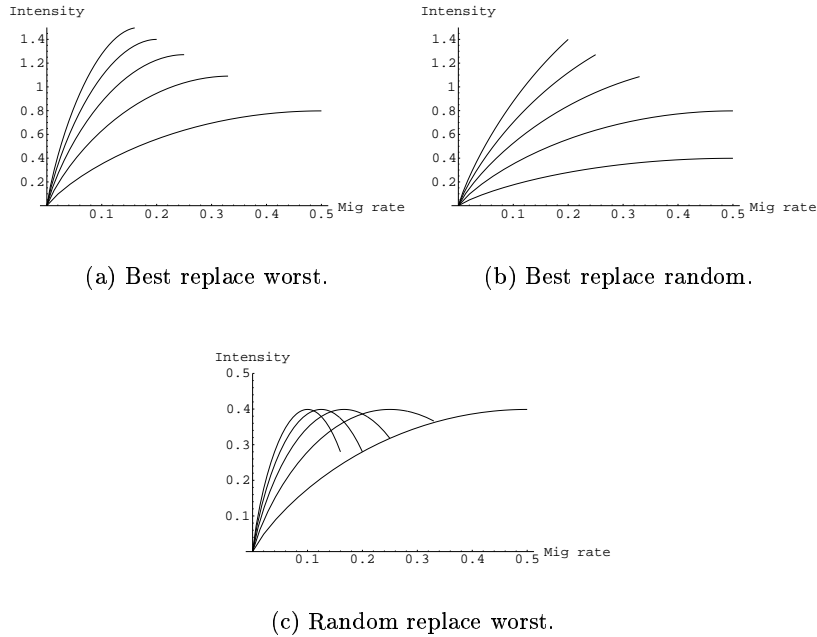 Intensity
1.4
1.2
1
0.8
0.6
0.4
0.2
0.1 0.2 0.3 0.4 0.5 Mig rate
(a) Best replace worst.
Intensity
1.4
1.2
1
0.8
0.6
0.4
0.2
0.1 0.2 0.3 0.4 0.5 Mig rate
(b) Best replace random.
Intensity
0.5
0.4
0.3
0.2
0.1
0.1 0.2 0.3 0.4 0.5 Mig rate
(c) Random replace worst.